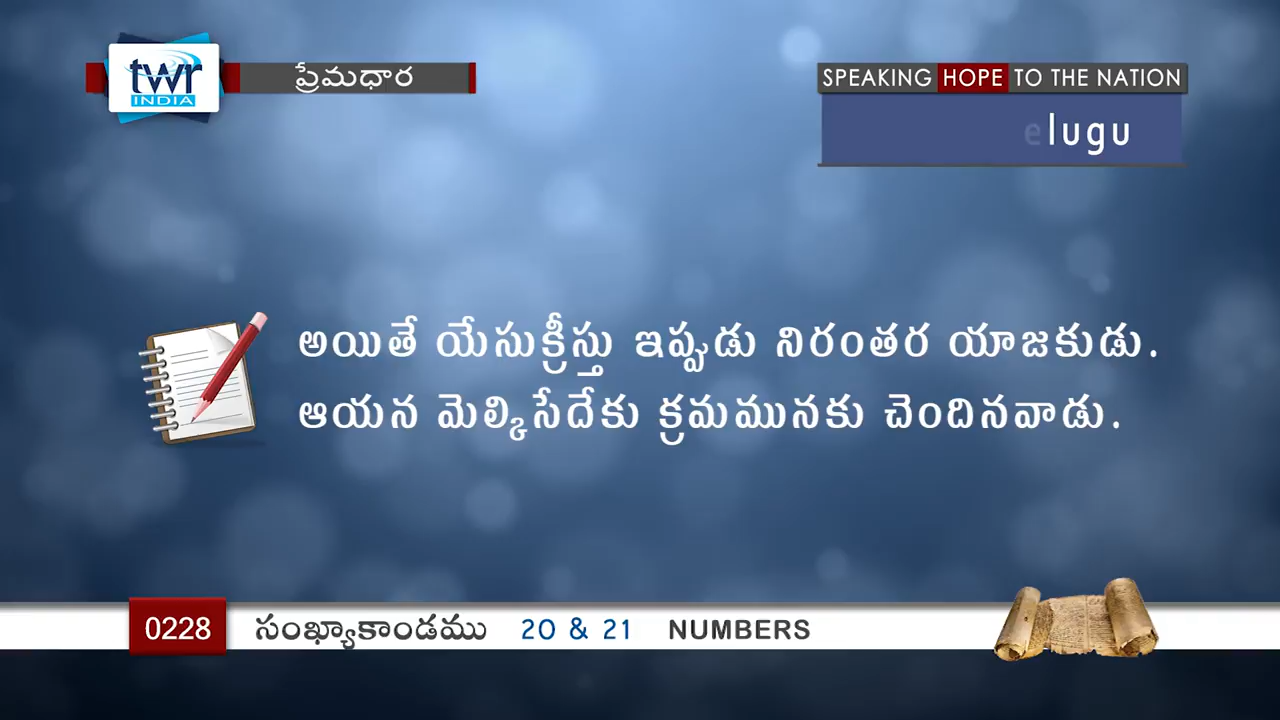 twr
INDIA
ప్రేమధార
SPEAKING HOPE TO THE NATION
elugu
అయితే యేసుక్రీస్తు ఇప్పుడు నిరంతర యాజకుడు.
ఆయన మెల్కిసేదేకు క్రమమునకు చెందినవాడు.
0228 సంఖ్యాకాండము 20 & 21 NUMBERS